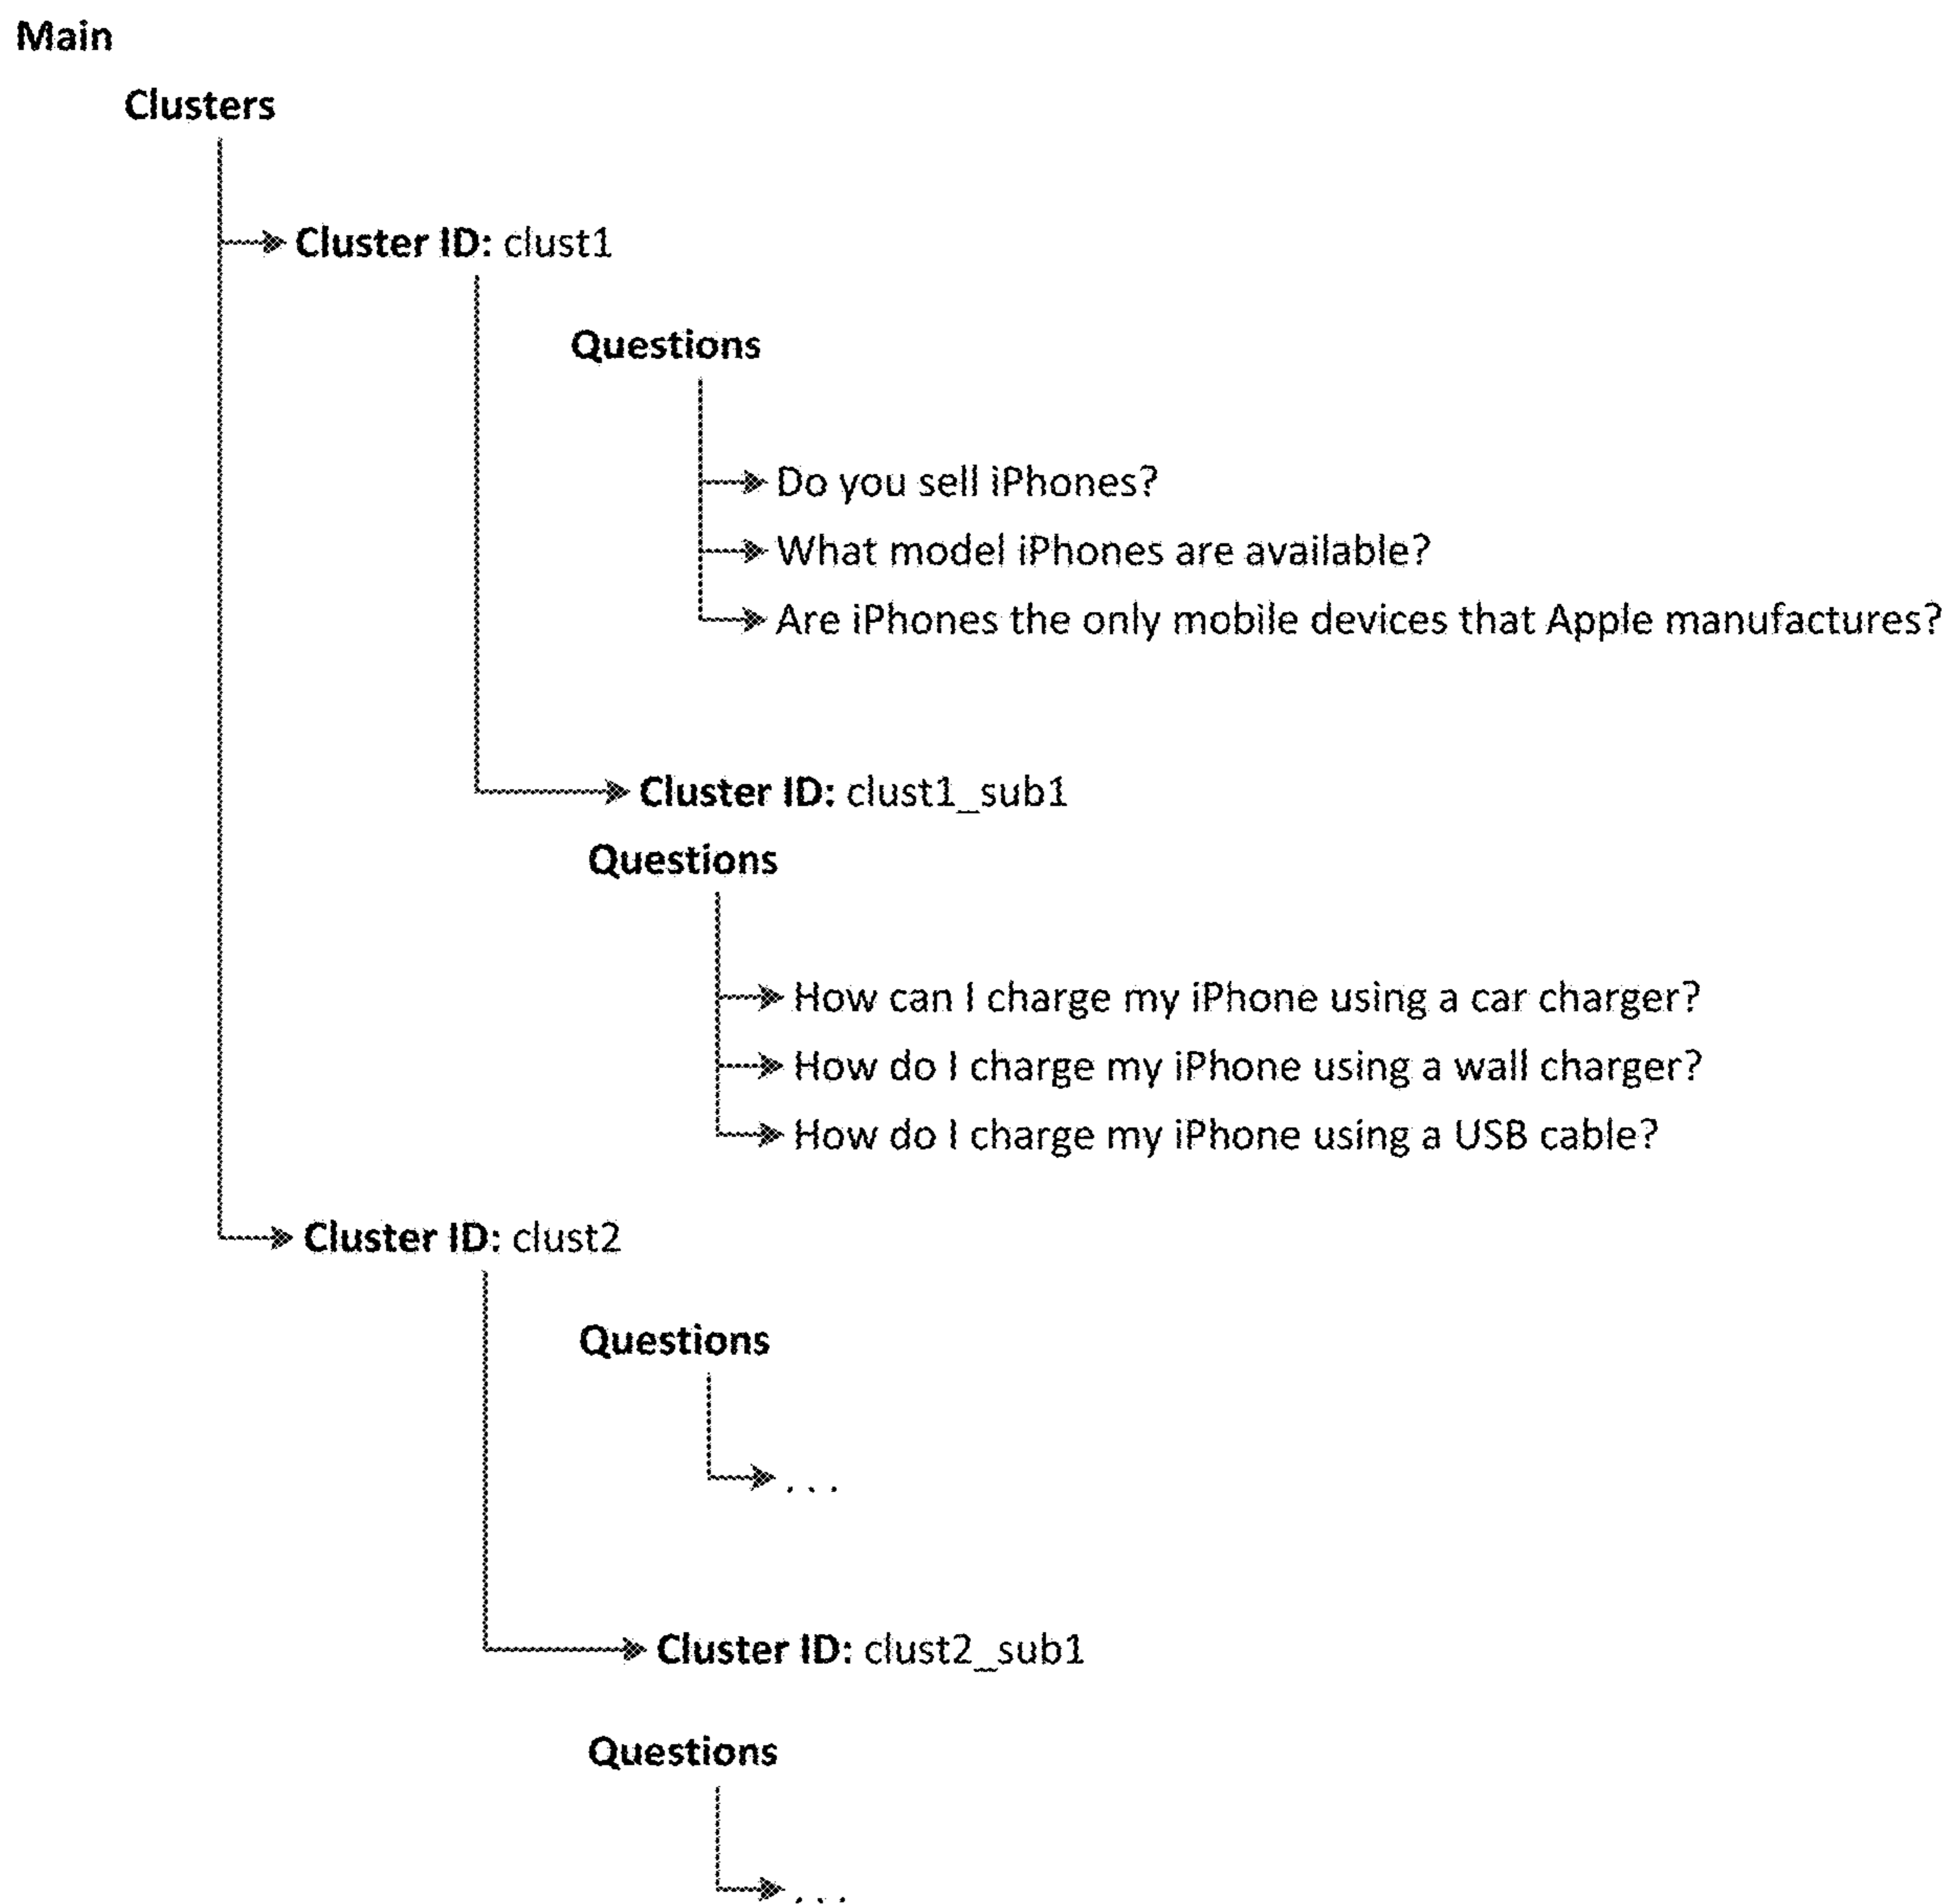 Main
Clusters
Cluster ID: clust1
Questions
Do you sell iPhones?
What model iPhones are available?
Are iPhones the only mobile devices that Apple manufactures?
Cluster ID: clust1_sub1
Questions
How can I charge my iPhone using a car charger?
How do I charge my iPhone using a wall charger?
How do I charge my iPhone using a USB cable?
Cluster ID: clust2
Questions
. . .
Cluster ID: clust2_sub1
Questions
. . .